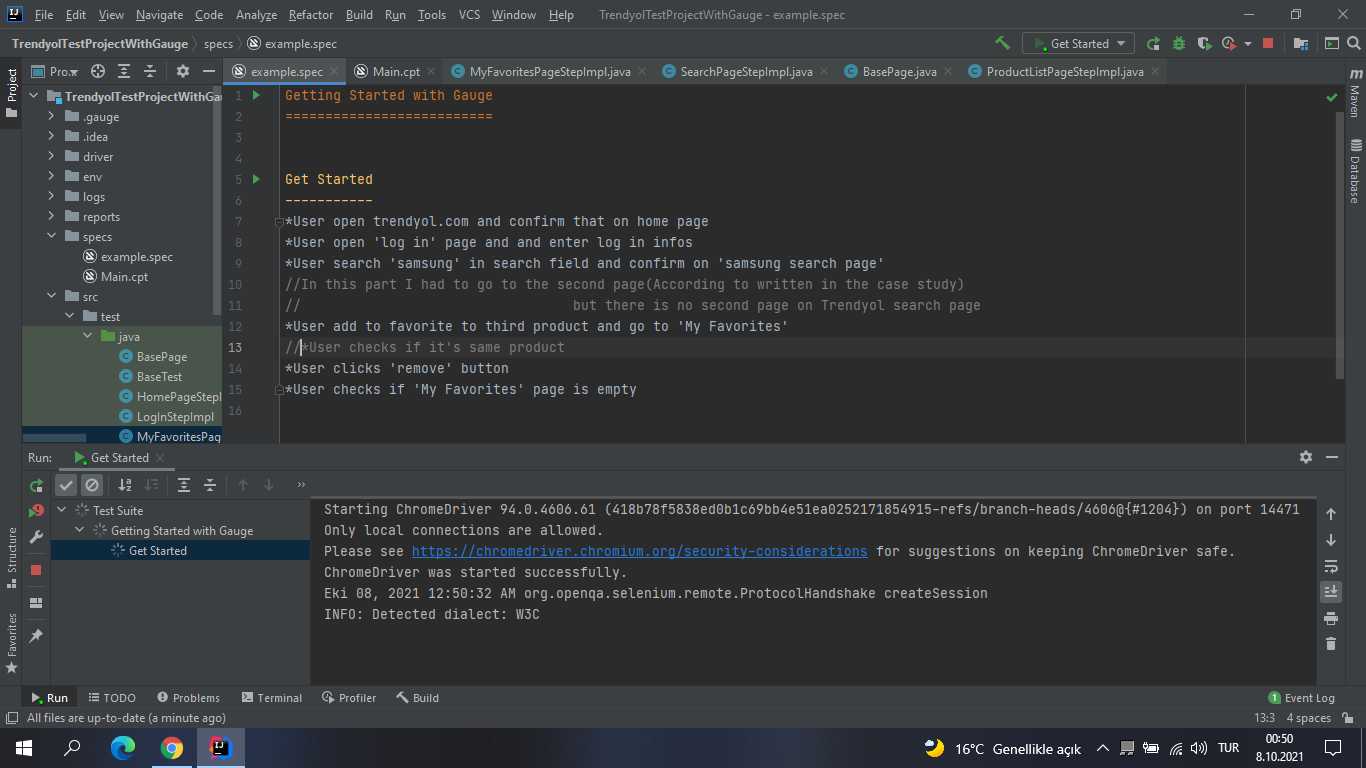 File Edit View Navigate Code Analyze Refactor Build Run Tools VCS Window Help TrendyolTestProjectWithGauge - example.spec
TrendyolTestProjectWithGauge specs example.spec Get Started
Project Pro... example.spec Main.cpt MyFavoritesPageStepImpl.java SearchPageStepImpl.java BasePage.java ProductListPageStepImpl.java
TrendyolTestProjectWithGau
.gauge
.idea
driver
env
logs
reports
specs
example.spec
Main.cpt
src
test
java
BasePage
BaseTest
HomePageStepI
LogInStepImpl
MyFavoritesPag
1 Getting Started with Gauge
2 ==========================
3
4
5 Get Started
6 -----------
7 *User open trendyol.com and confirm that on home page
8 *User open 'log in' page and and enter log in infos
9 *User search 'samsung' in search field and confirm on 'samsung search page'
10 //In this part I had to go to the second page(According to written in the case study)
11 // but there is no second page on Trendyol search page
12 *User add to favorite to third product and go to 'My Favorites'
13 //*User checks if it's same product
14 *User clicks 'remove' button
15 *User checks if 'My Favorites' page is empty
16
Maven
Database
Run: Get Started
Test Suite
Getting Started with Gauge
Get Started
Starting ChromeDriver 94.0.4606.61 (418b78f5838ed0b1c69bb4e51ea0252171854915-refs/branch-heads/4606@{#1204}) on port 14471
Only local connections are allowed.
Please see https://chromedriver.chromium.org/security-considerations for suggestions on keeping ChromeDriver safe.
ChromeDriver was started successfully.
Eki 08, 2021 12:50:32 AM org.openqa.selenium.remote.ProtocolHandshake createSession
INFO: Detected dialect: W3C
Structure
Favorites
Run TODO Problems Terminal Profiler Build 1 Event Log
All files are up-to-date (a minute ago) 13:3 4 spaces
16°C Genellikle açık TUR 00:50
8.10.2021